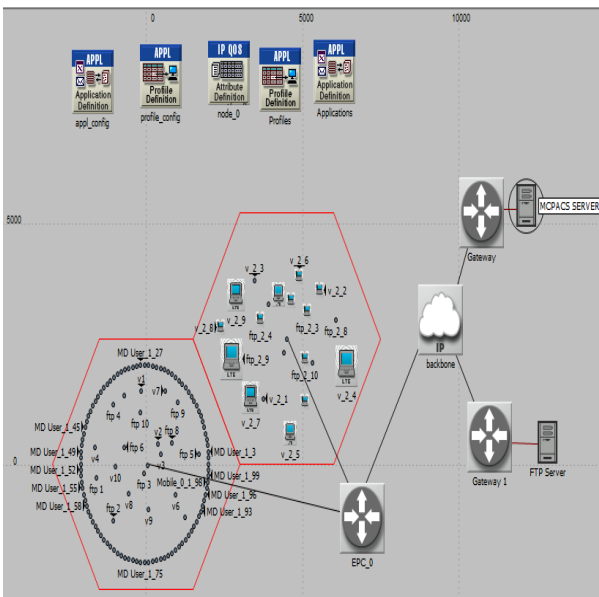 0 5000 10000
APPL APPL IP QOS APPL APPL
Application Definition
Profile Definition
Attribute Definition
Profile Definition
Application Definition
appl_config profile_config node_0 Profiles Applications
5000
MCPACS SERVER
Gateway
v_2_6
v_2_3
v_2_2
LTE
v_2_9
v_2_8
ftp_2_3
ftp_2_8
ftp_2_4
IP
backbone
MD User_1_27
ftp_2_9
LTE
ftp_2_10
LTE
v_2_4
v1
v7
v_2_1
v_2_7
ftp 4
ftp 9
ftp 10
MD User_1_45
v2
ftp 8
v_2_5
MD User_1_49
ftp 6
ftp 5
MD User_1_3
v4
v3
0
MD User_1_52
v10
MD User_1_99
Gateway 1
FTP Server
MD User_1_55
ftp 1
ftp 3
Mobile_0_1_98
MD User_1_96
MD User_1_58
v8
v6
ftp 2
MD User_1_93
v9
EPC_0
MD User_1_75